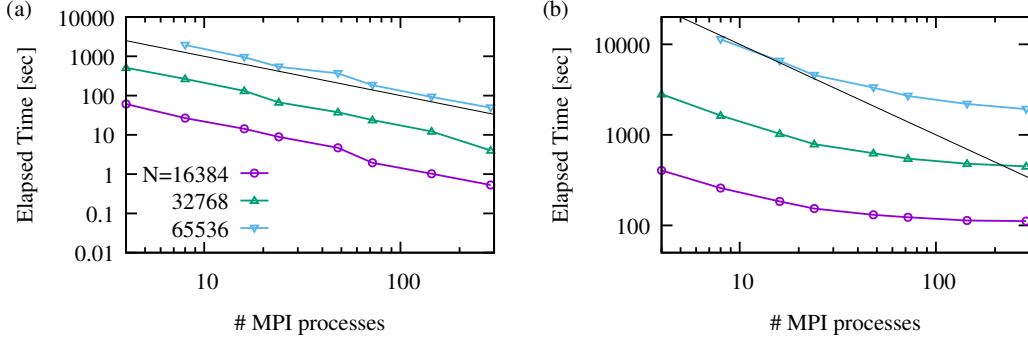 (a)
Elapsed Time [sec]
10000
1000
100
10
1
0.1
0.01
N=16384
32768
65536
10
100
# MPI processes
(b)
Elapsed Time [sec]
10000
1000
100
10
100
# MPI processes